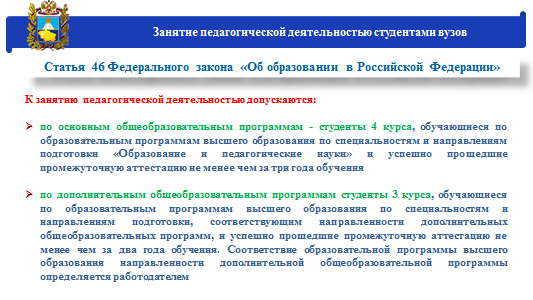 Занятие педагогической деятельностью студентами вузов
Статья 46 Федерального закона «Об образовании в Российской Федерации»
К занятию педагогической деятельностью допускаются:
по основным общеобразовательным программам - студенты 4 курса, обучающиеся по
образовательным программам высшего образования по специальностям и направлениям
подготовки «Образование и педагогические науки» и успешно прошедшие
промежуточную аттестацию не менее чем за три года обучения
по дополнительным общеобразовательным программам студенты 3 курса, обучающиеся
по образовательным программам высшего образования по специальностям и
направлениям подготовки, соответствующим направленности дополнительных
общеобразовательных программ, и успешно прошедшие промежуточную аттестацию не
менее чем за два года обучения. Соответствие образовательной программы высшего
образования направленности дополнительной общеобразовательной программы
определяется работодателем